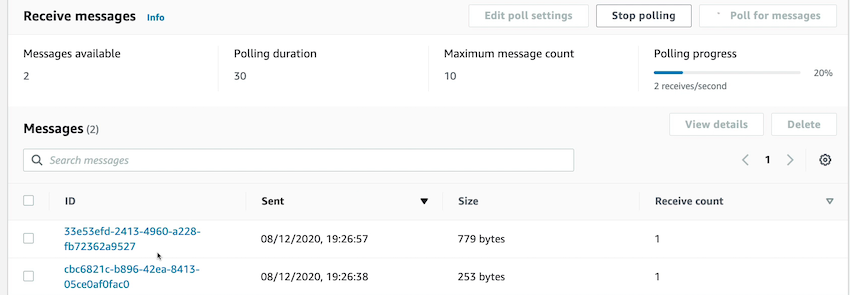 Receive messages Info Edit poll settings Stop polling Poll for messages
Messages available Polling duration Maximum message count Polling progress
2 30 10 20%
2 receives/second
Messages (2) View details Delete
Search messages 1
ID Sent Size Receive count
33e53efd-2413-4960-a228-
fb72362a9527 08/12/2020, 19:26:57 779 bytes 1
cbc6821c-b896-42ea-8413-
05ce0af0fac0 08/12/2020, 19:26:38 253 bytes 1